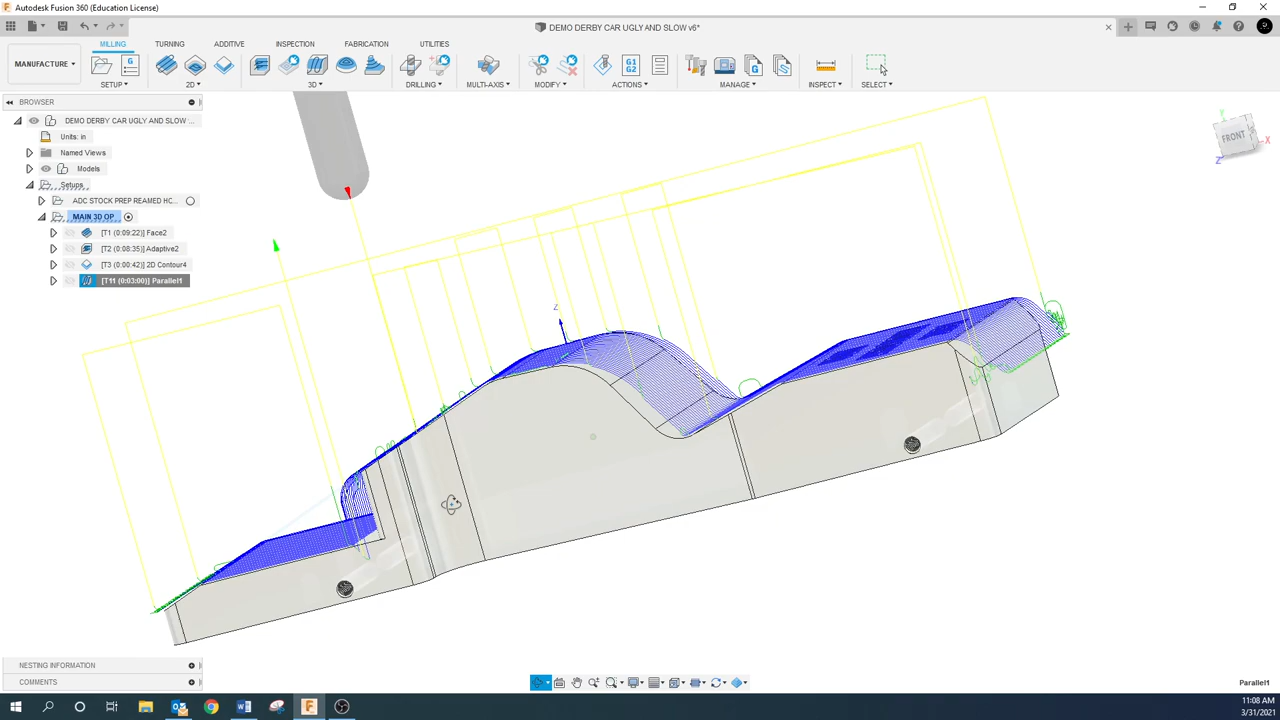 Autodesk Fusion 360 (Education License)
DEMO DERBY CAR UGLY AND SLOW v6*
MILLING TURNING ADDITIVE INSPECTION FABRICATION UTILITIES
MANUFACTURE
G1
G2
SETUP 2D 3D DRILLING MULTI-AXIS MODIFY ACTIONS MANAGE INSPECT SELECT
BROWSER
DEMO DERBY CAR UGLY AND SLOW ...
Units: in
Named Views
Models
Setups
ADC STOCK PREP REAMED HC...
MAIN 3D OP
[T1 (0:09:22)] Face2
[T2 (0:08:35)] Adaptive2
[T3 (0:00:42)] 2D Contour4
[T11 (0:03:00)] Parallel1
Z
Y
FRONT
X
Z
NESTING INFORMATION
COMMENTS
Parallel1
11:08 AM
3/31/2021